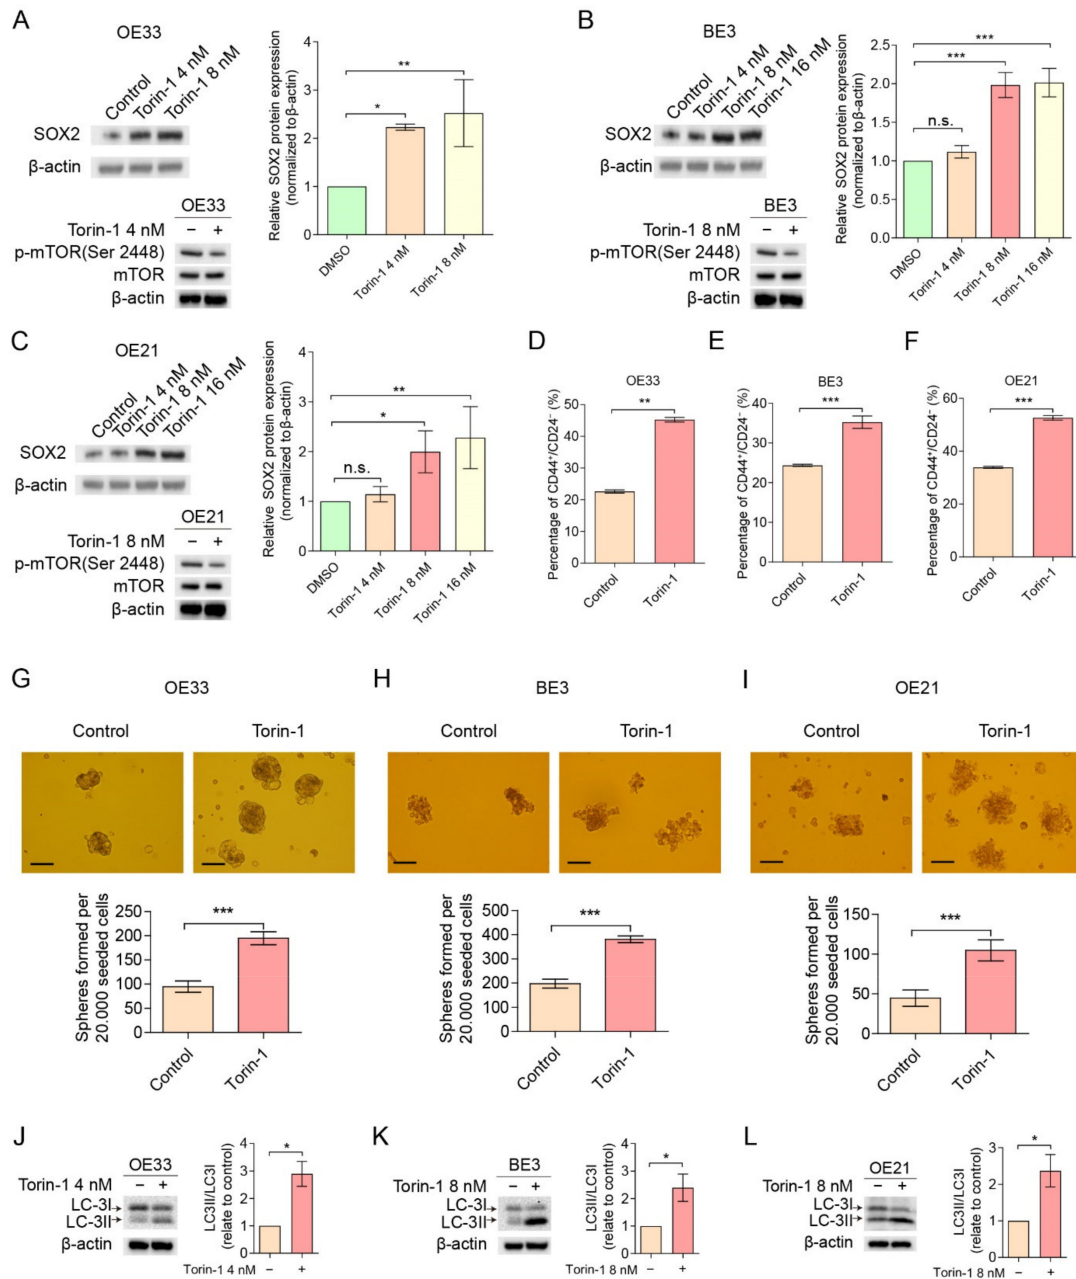 A
OE33
Control
Torin-1 4 nM
Torin-1 8 nM
SOX2
β-actin
OE33
Torin-1 4 nM
– +
p-mTOR(Ser 2448)
mTOR
β-actin
Relative SOX2 protein expression
(normalized to β-actin)
4
3
2
1
0
*
**
DMSO
Torin-1 4 nM
Torin-1 8 nM
B
BE3
Control
Torin-1 4 nM
Torin-1 8 nM
Torin-1 16 nM
SOX2
β-actin
BE3
Torin-1 8 nM
– +
p-mTOR(Ser 2448)
mTOR
β-actin
Relative SOX2 protein expression
(normalized to β-actin)
2.5
2.0
1.5
1.0
0.5
0.0
n.s.
***
***
DMSO
Torin-1 4 nM
Torin-1 8 nM
Torin-1 16 nM
C
OE21
Control
Torin-1 4 nM
Torin-1 8 nM
Torin-1 16 nM
SOX2
β-actin
OE21
Torin-1 8 nM
– +
p-mTOR(Ser 2448)
mTOR
β-actin
Relative SOX2 protein expression
(normalized to β-actin)
4
3
2
1
0
n.s.
*
**
DMSO
Torin-1 4 nM
Torin-1 8 nM
Torin-1 16 nM
D
OE33
Percentage of CD44⁺/CD24⁻ (%)
50
40
30
20
10
0
**
Control
Torin-1
E
BE3
Percentage of CD44⁺/CD24⁻ (%)
40
30
20
10
0
***
Control
Torin-1
F
OE21
Percentage of CD44⁺/CD24⁻ (%)
60
40
20
0
***
Control
Torin-1
G
OE33
Control Torin-1
Spheres formed per
20.000 seeded cells
250
200
150
100
50
0
***
Control
Torin-1
H
BE3
Control Torin-1
Spheres formed per
20.000 seeded cells
500
400
300
200
100
0
***
Control
Torin-1
I
OE21
Control Torin-1
Spheres formed per
20.000 seeded cells
150
100
50
0
***
Control
Torin-1
J
OE33
Torin-1 4 nM – +
LC-3I
LC-3II
β-actin
LC3II/LC3I
(relate to control)
4
3
2
1
0
*
Torin-1 4 nM – +
K
BE3
Torin-1 8 nM – +
LC-3I
LC-3II
β-actin
LC3II/LC3I
(relate to control)
4
3
2
1
0
*
Torin-1 8 nM – +
L
OE21
Torin-1 8 nM – +
LC-3I
LC-3II
β-actin
LC3II/LC3I
(relate to control)
3
2
1
0
*
Torin-1 8 nM – +